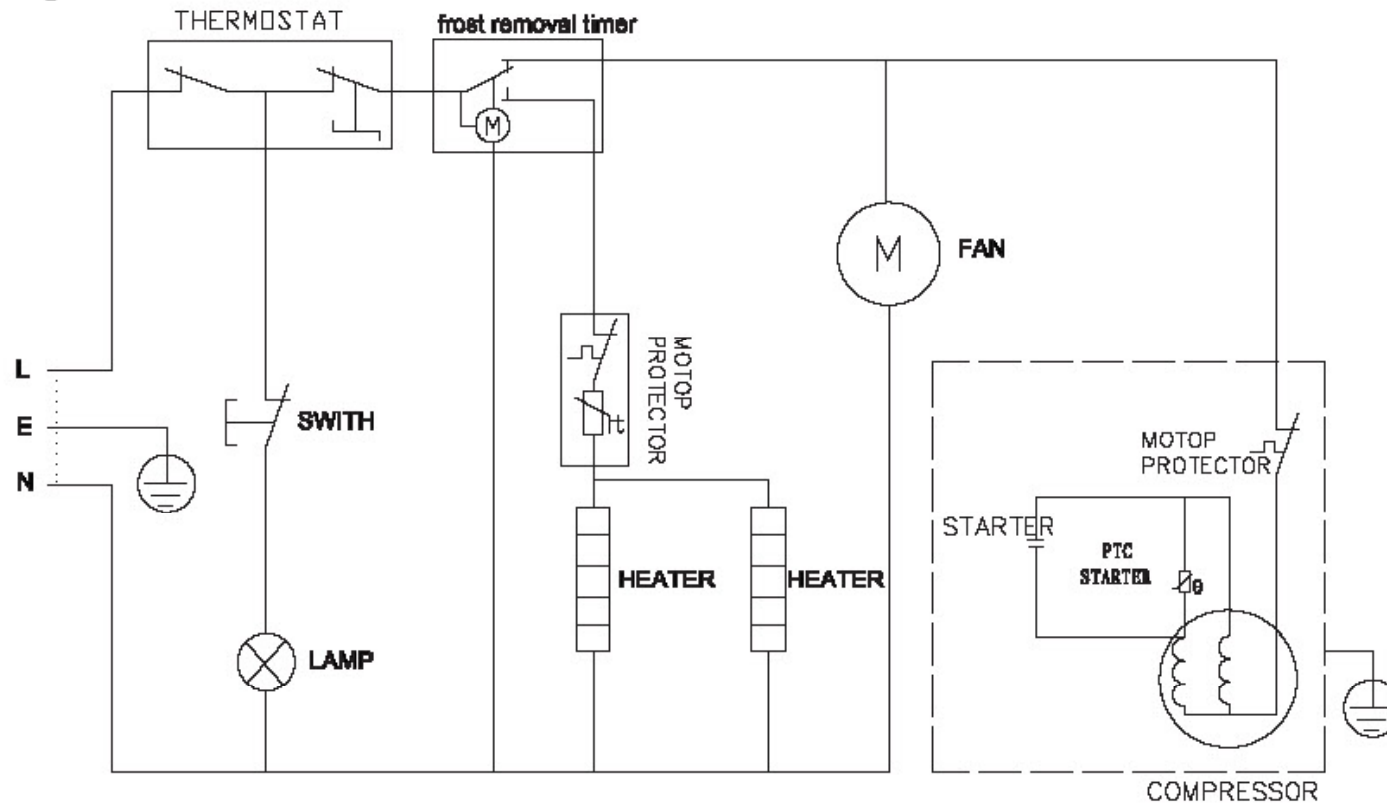 THERMOSTAT
frost removal timer
M
M
FAN
MOTOP
PROTECTOR
t
L
E
N
SWITH
MOTOP
PROTECTOR
STARTER
PTC
STARTER
θ
HEATER
HEATER
LAMP
COMPRESSOR